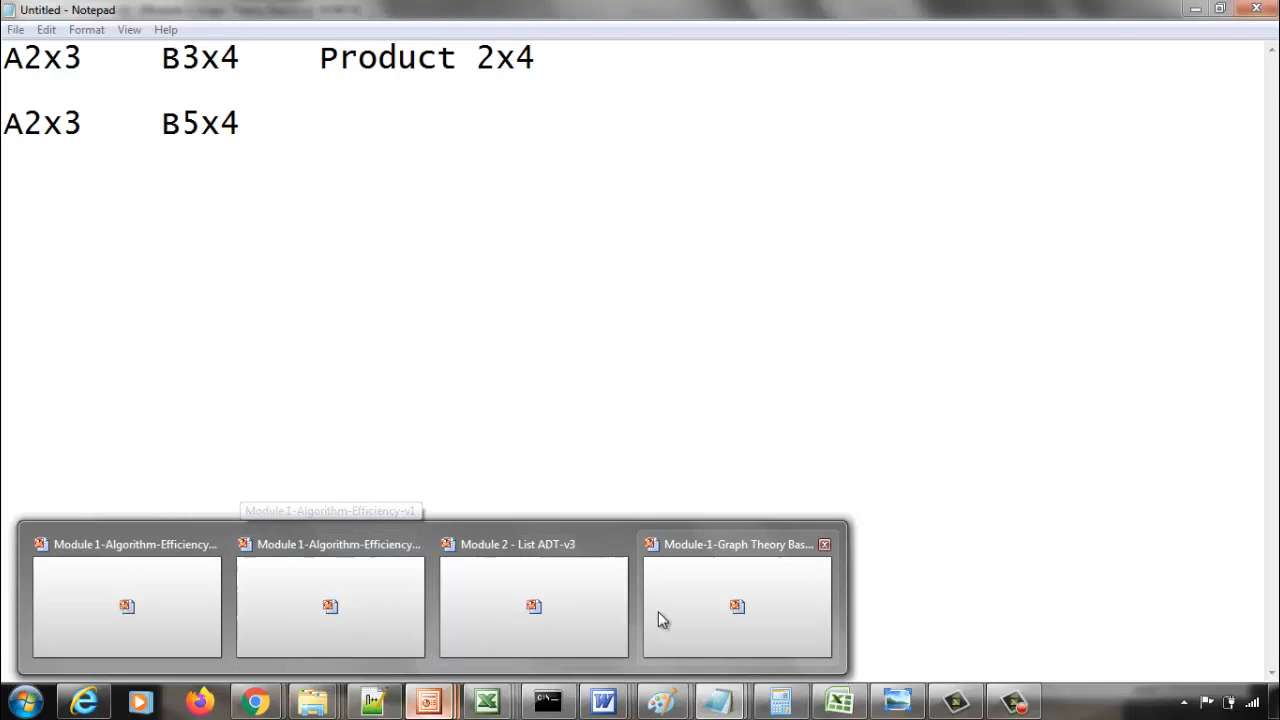 Untitled - Notepad
File Edit Format View Help
A2x3 B3x4 Product 2x4
A2x3 B5x4
Module 1-Algorithm-Efficiency-v1
Module 1-Algorithm-Efficiency... Module 1-Algorithm-Efficiency... Module 2 - List ADT-v3 Module-1-Graph Theory Bas...